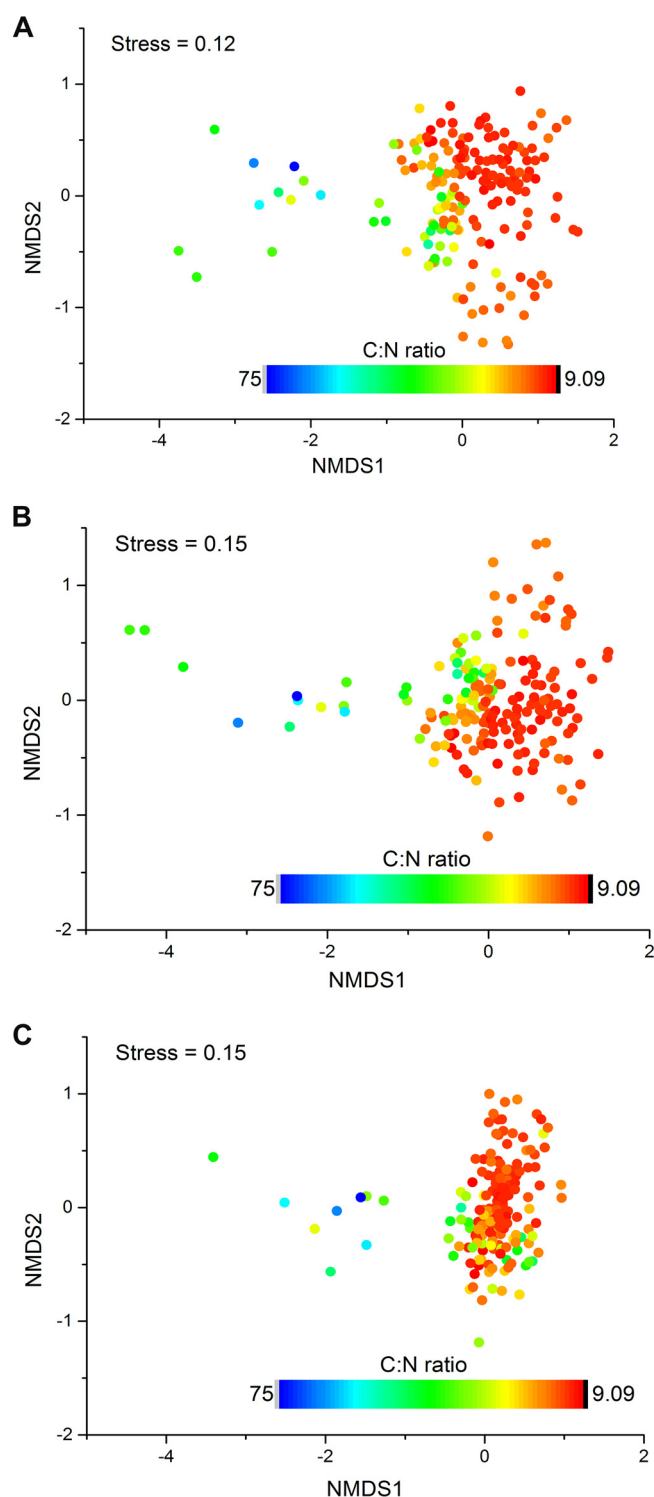 A
Stress = 0.12
1
0
-1
-2
NMDS2
C:N ratio
75
9.09
-4
-2
0
2
NMDS1
B
Stress = 0.15
1
0
-1
-2
NMDS2
C:N ratio
75
9.09
-4
-2
0
2
NMDS1
C
Stress = 0.15
1
0
-1
-2
NMDS2
C:N ratio
75
9.09
-4
-2
0
2
NMDS1